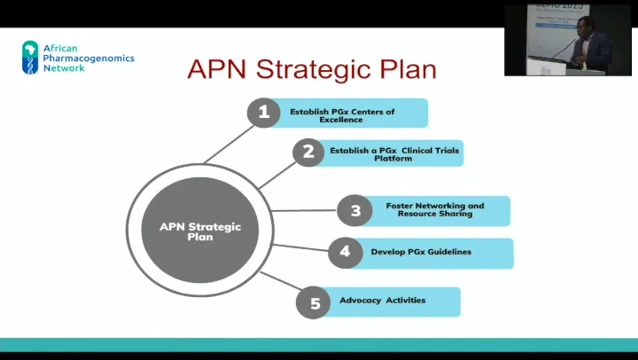 African
Pharmacogenomics
Network
APN Strategic Plan
1
Establish PGx Centers of
Excellence
2
Establish a PGx Clinical Trials
Platform
3
Foster Networking and
Resource Sharing
4
Develop PGx Guidelines
5
Advocacy Activities
APN Strategic
Plan
2023